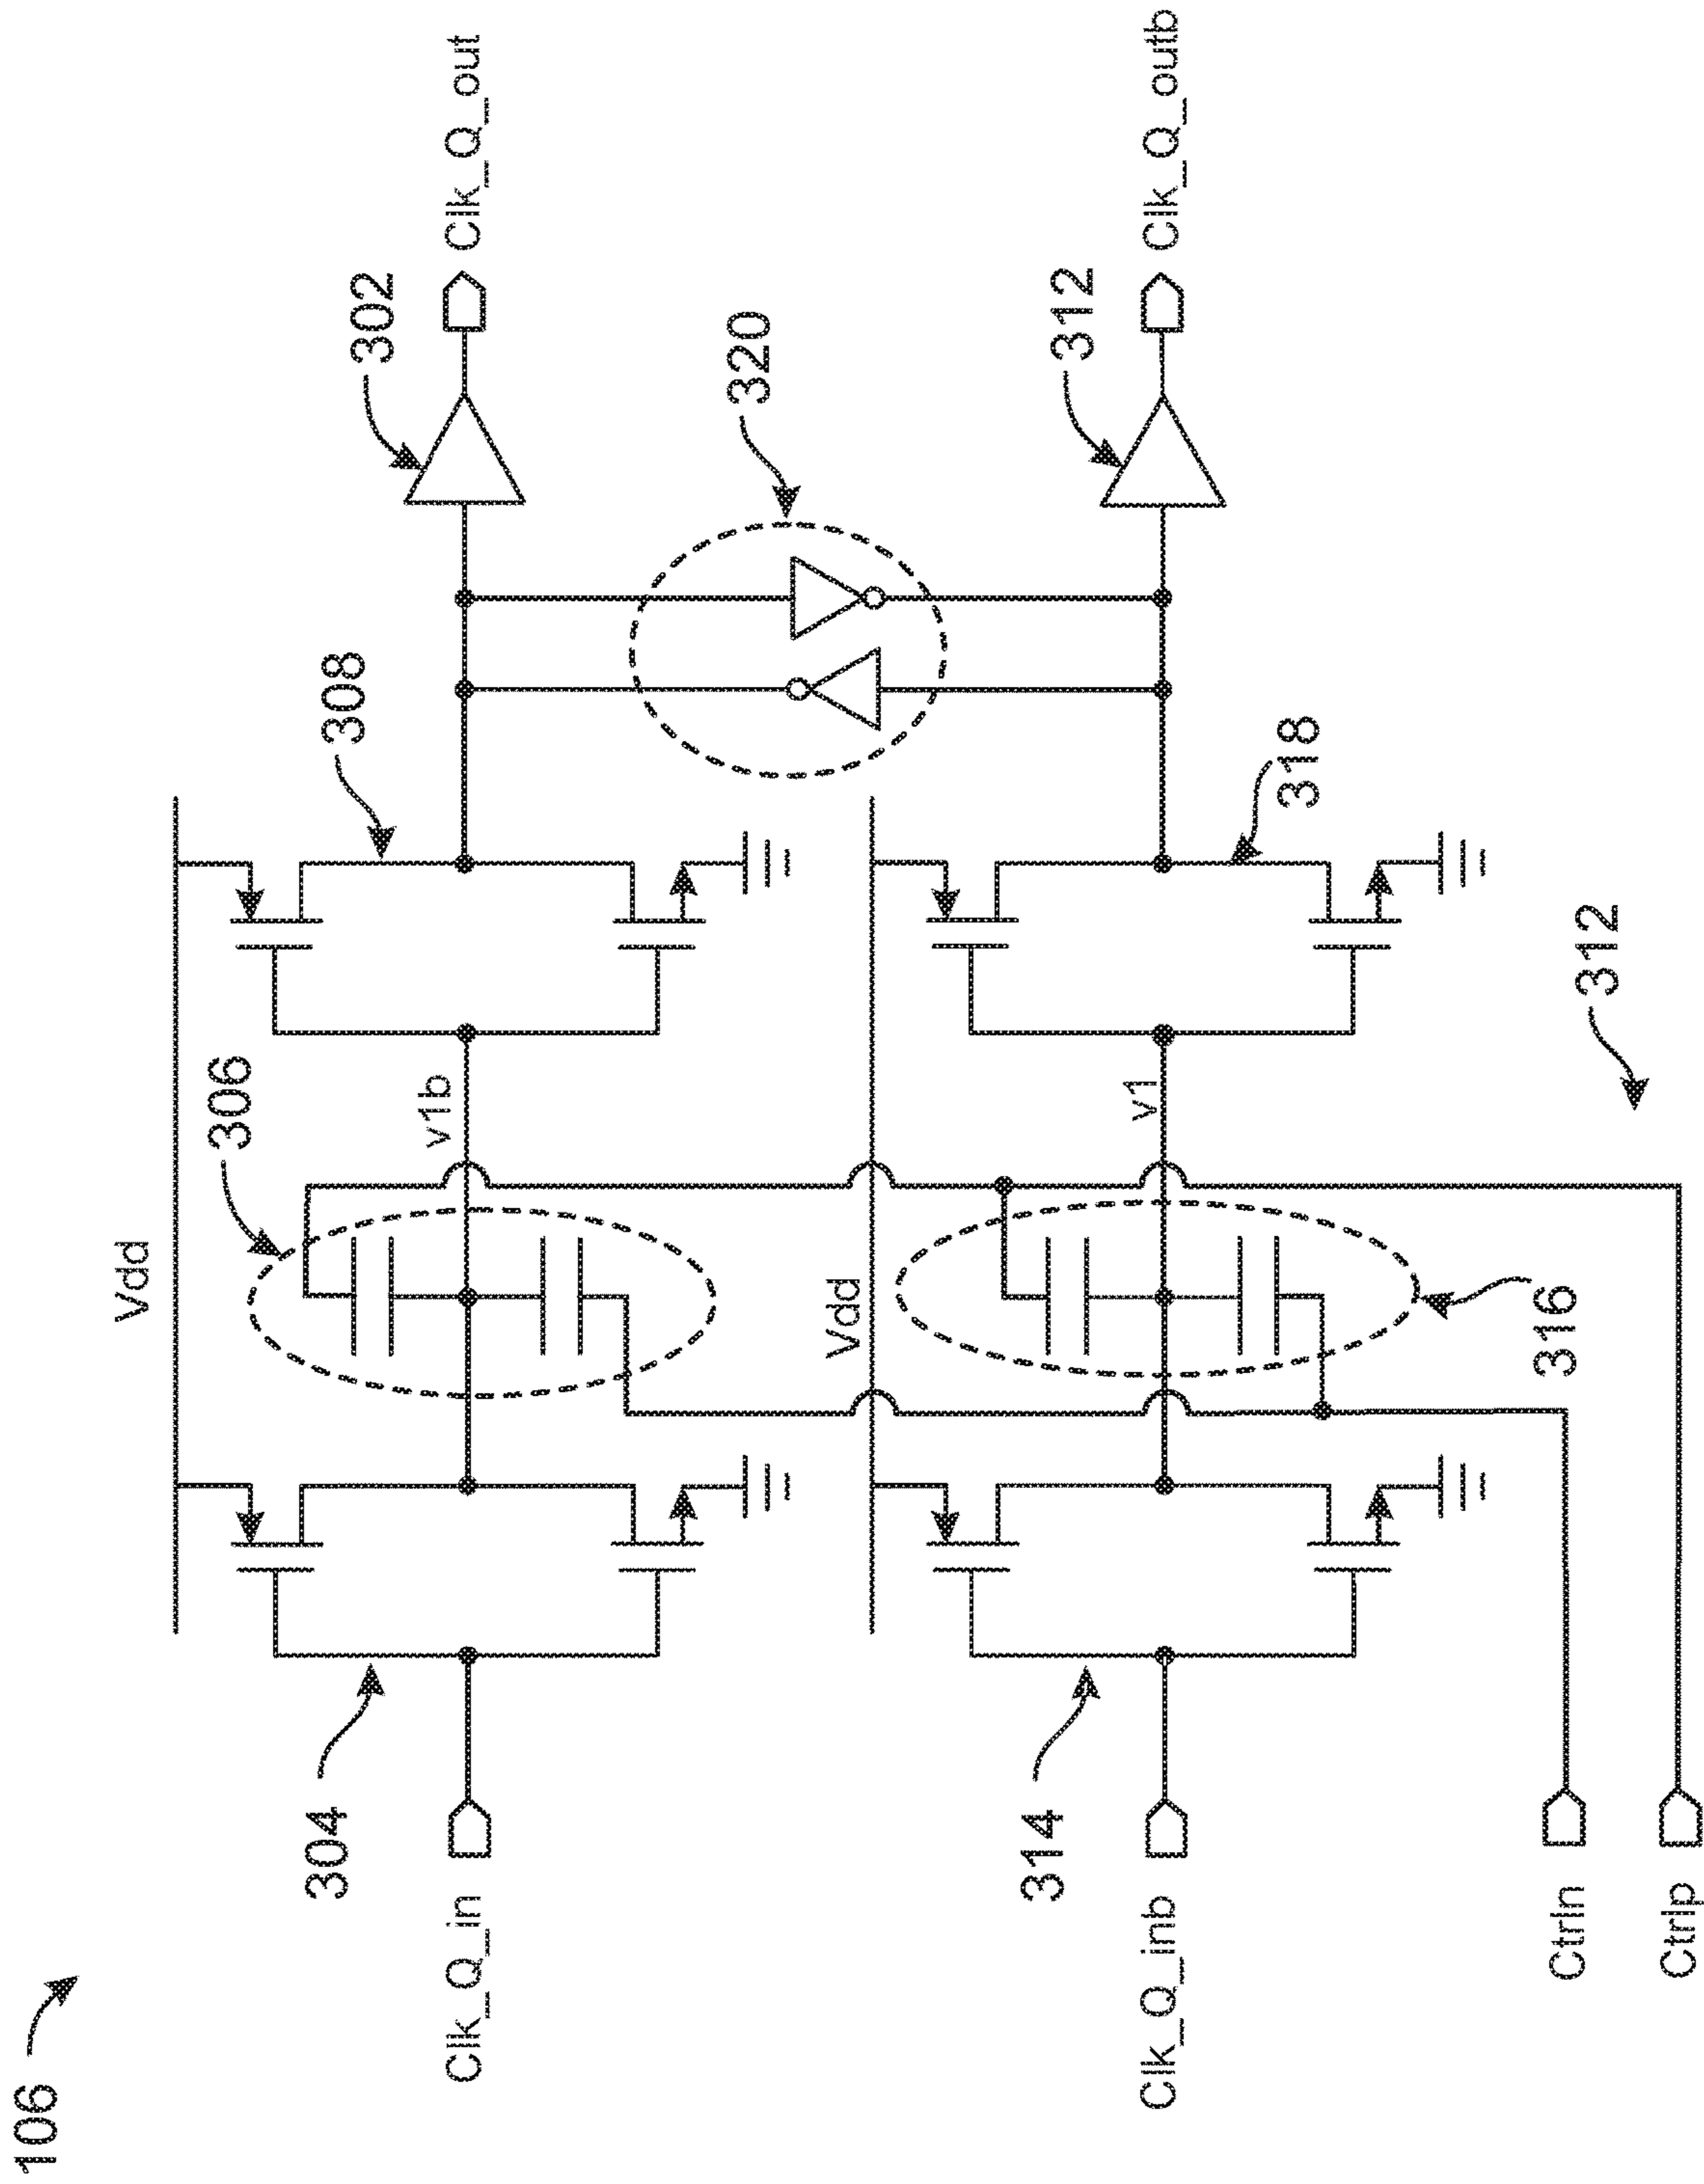 106
Vdd
304
306
308
302
Clk_Q_in
v1b
Clk_Q_out
320
Vdd
314
316
318
312
Clk_Q_inb
v1
Clk_Q_outb
312
Ctrln
Ctrlp